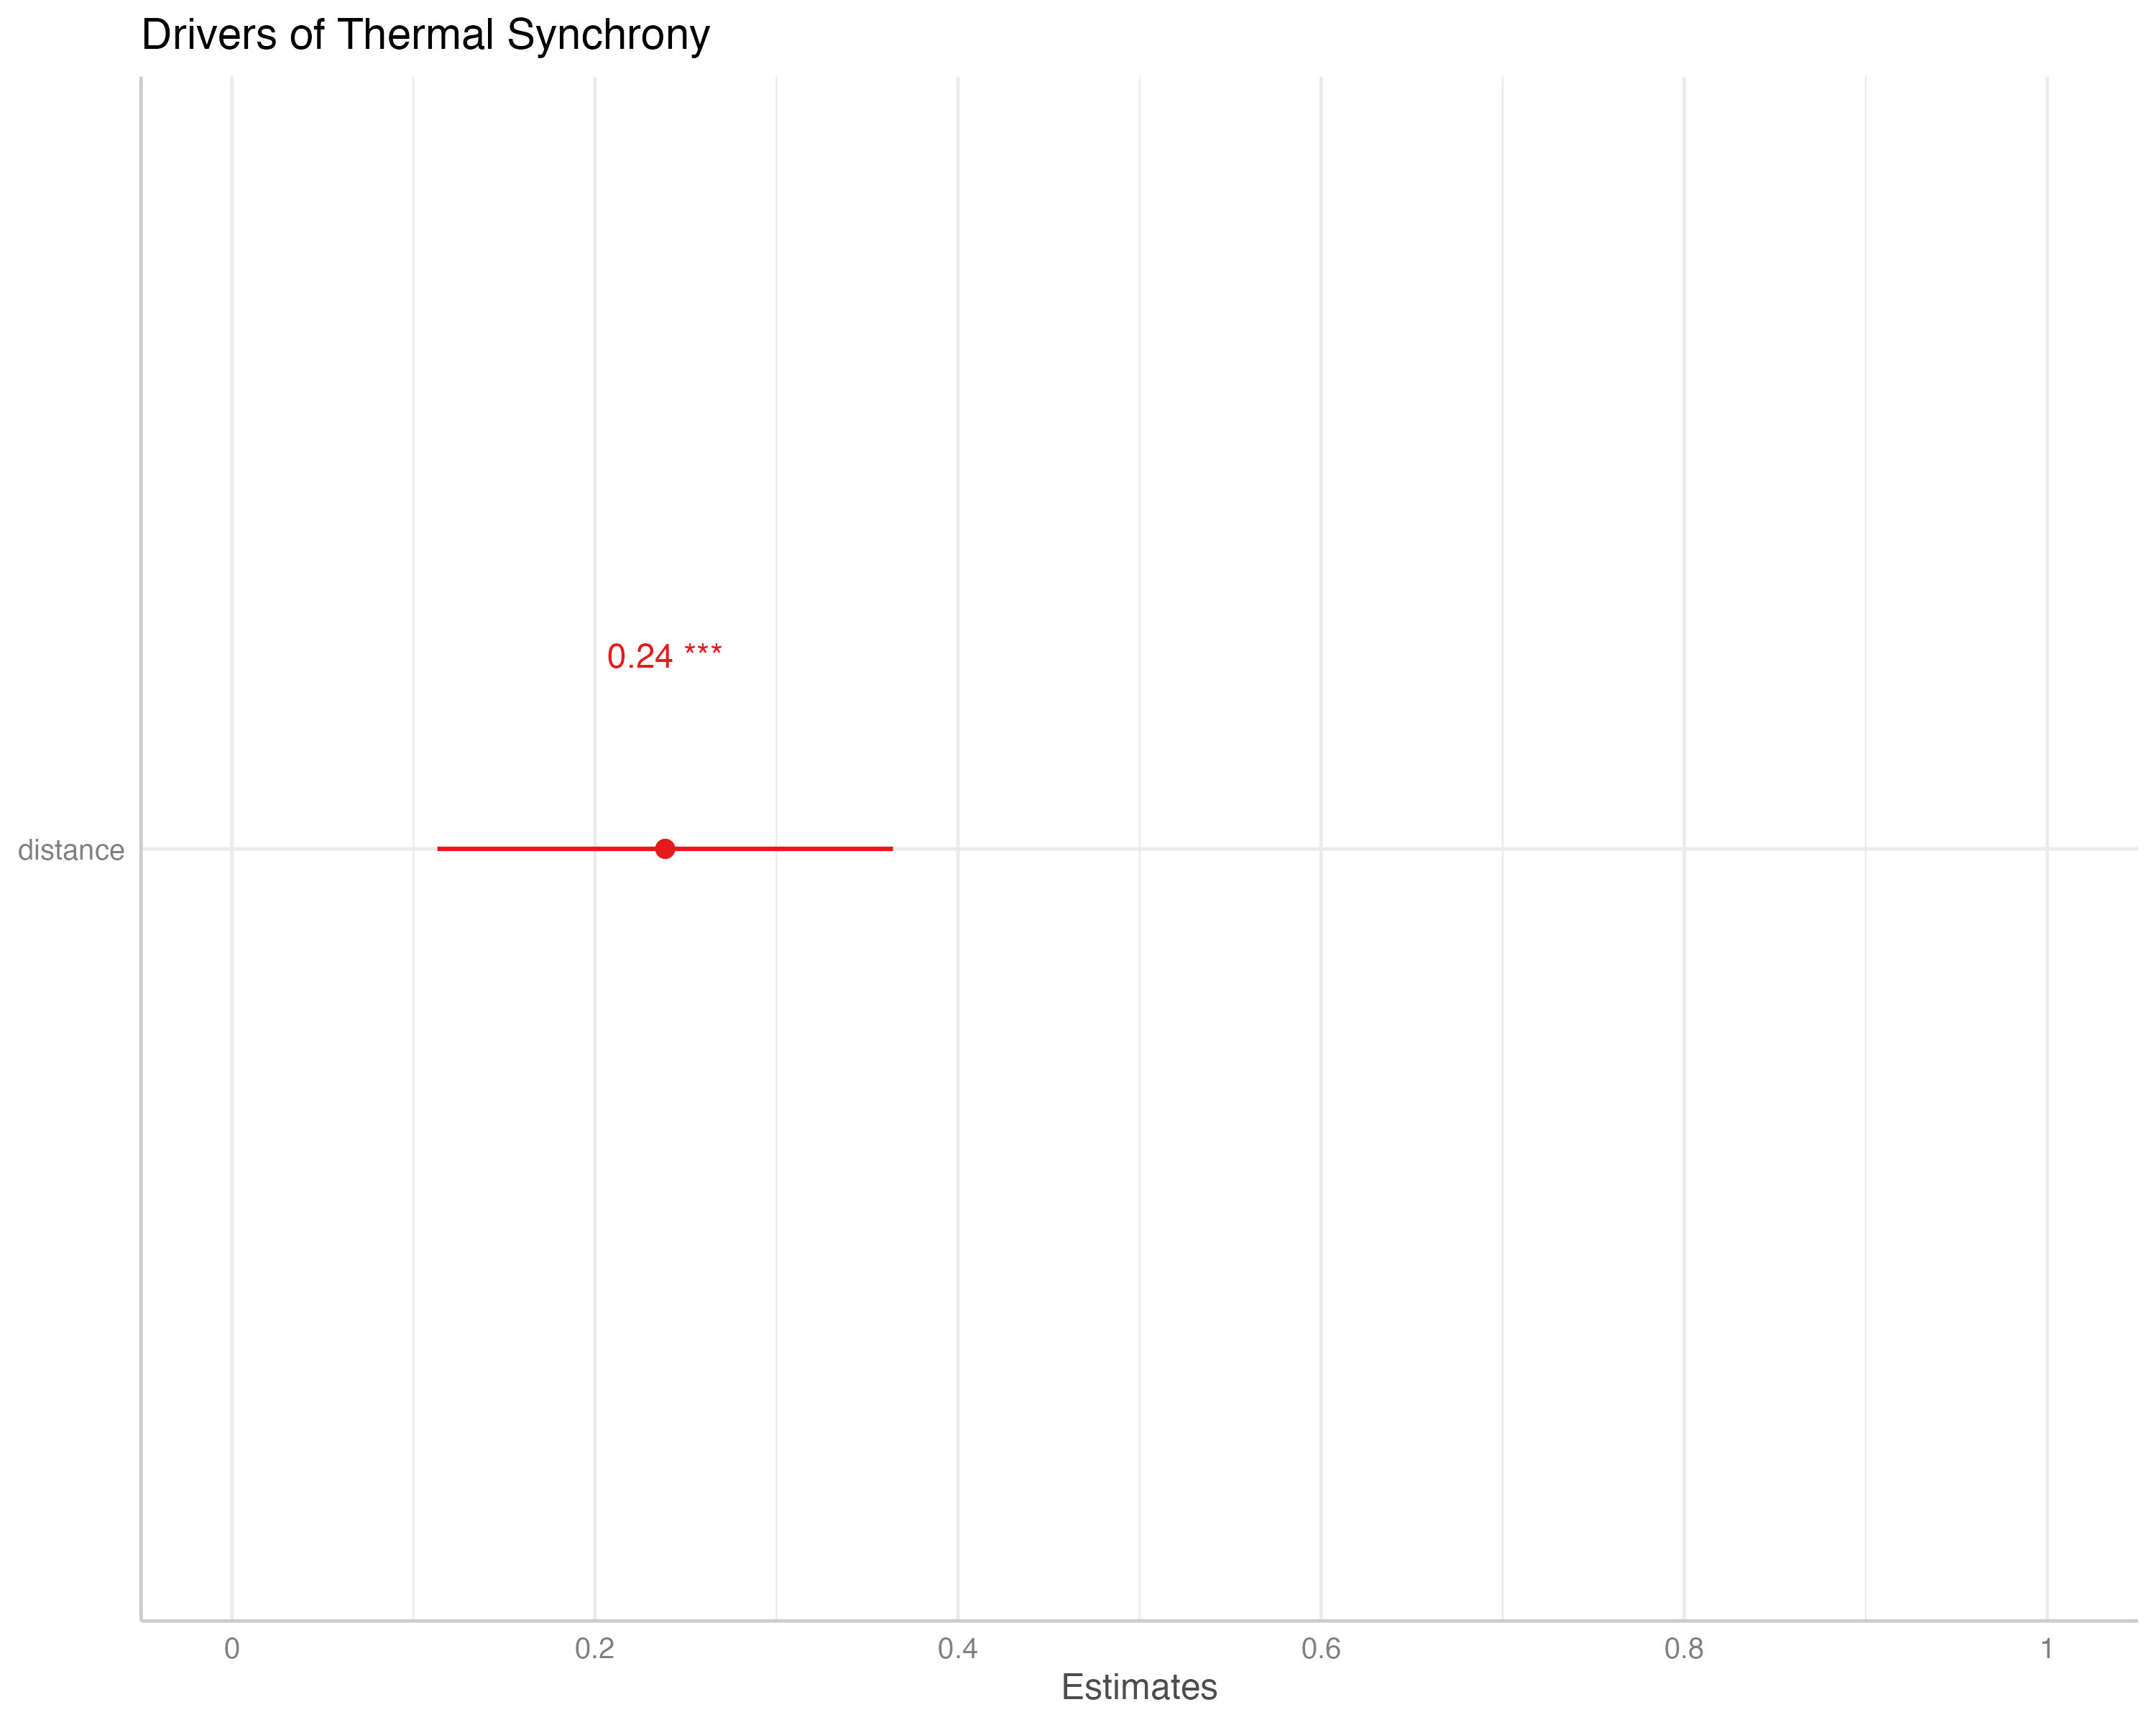 Drivers of Thermal Synchrony
0.24 ***
distance
0 0.2 0.4 0.6 0.8 1
Estimates